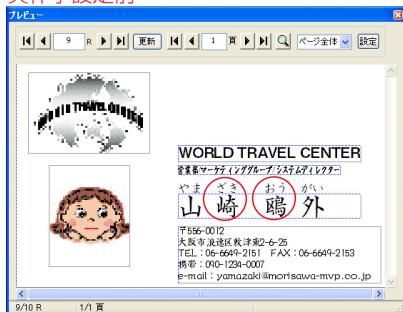 プレビュー
9 R 更新 1 頁 ページ全体 設定
WORLD TRAVEL CENTER
WORLD TRAVEL CENTER
営業部マーケティンググループ/システムディレクター
やま ざき おう がい
山 崎 鴎 外
〒556-0012
大阪市浪速区敷津東2-6-25
TEL:06-6649-2151 FAX:06-6649-2153
携帯:090-1234-0007
e-mail:yamazaki@morisawa-mvp.co.jp
9/10 R 1/1 頁